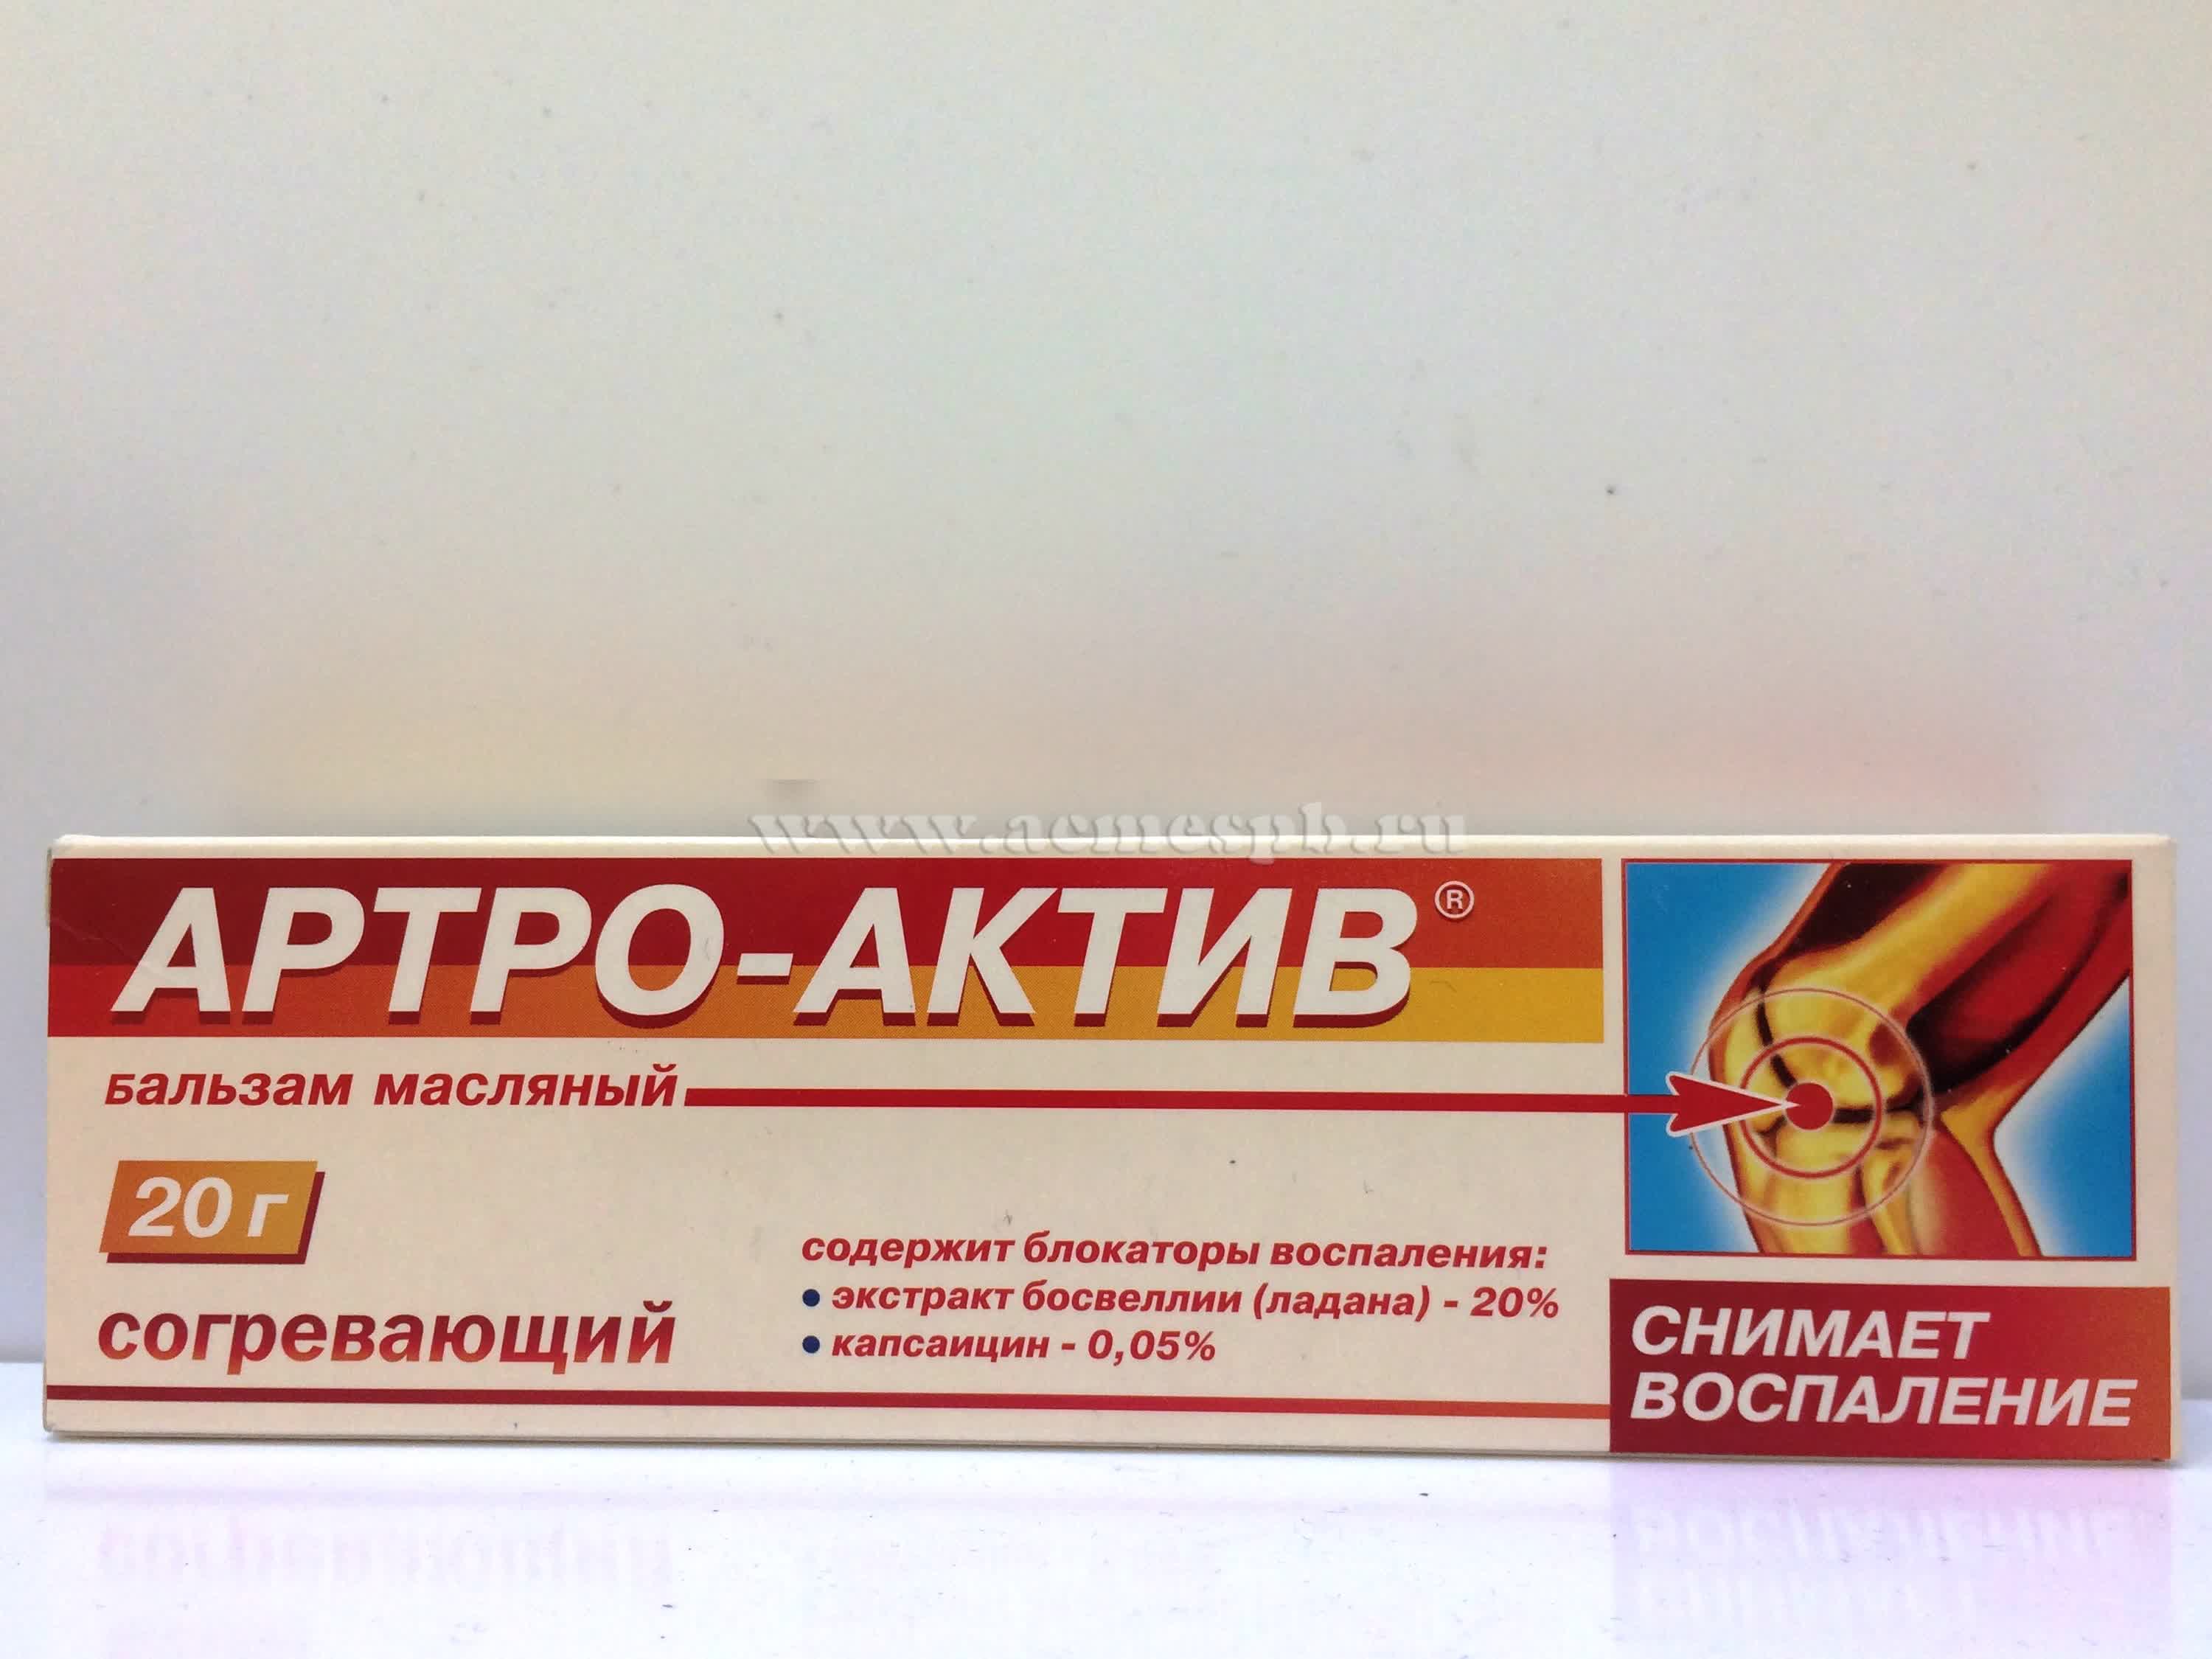 www.acmespb.ru
АРТРО-АКТИВ®
бальзам масляный
20 г
согревающий
содержит блокаторы воспаления:
• экстракт босвеллии (ладана) - 20%
• капсаицин - 0,05%
СНИМАЕТ
ВОСПАЛЕНИЕ